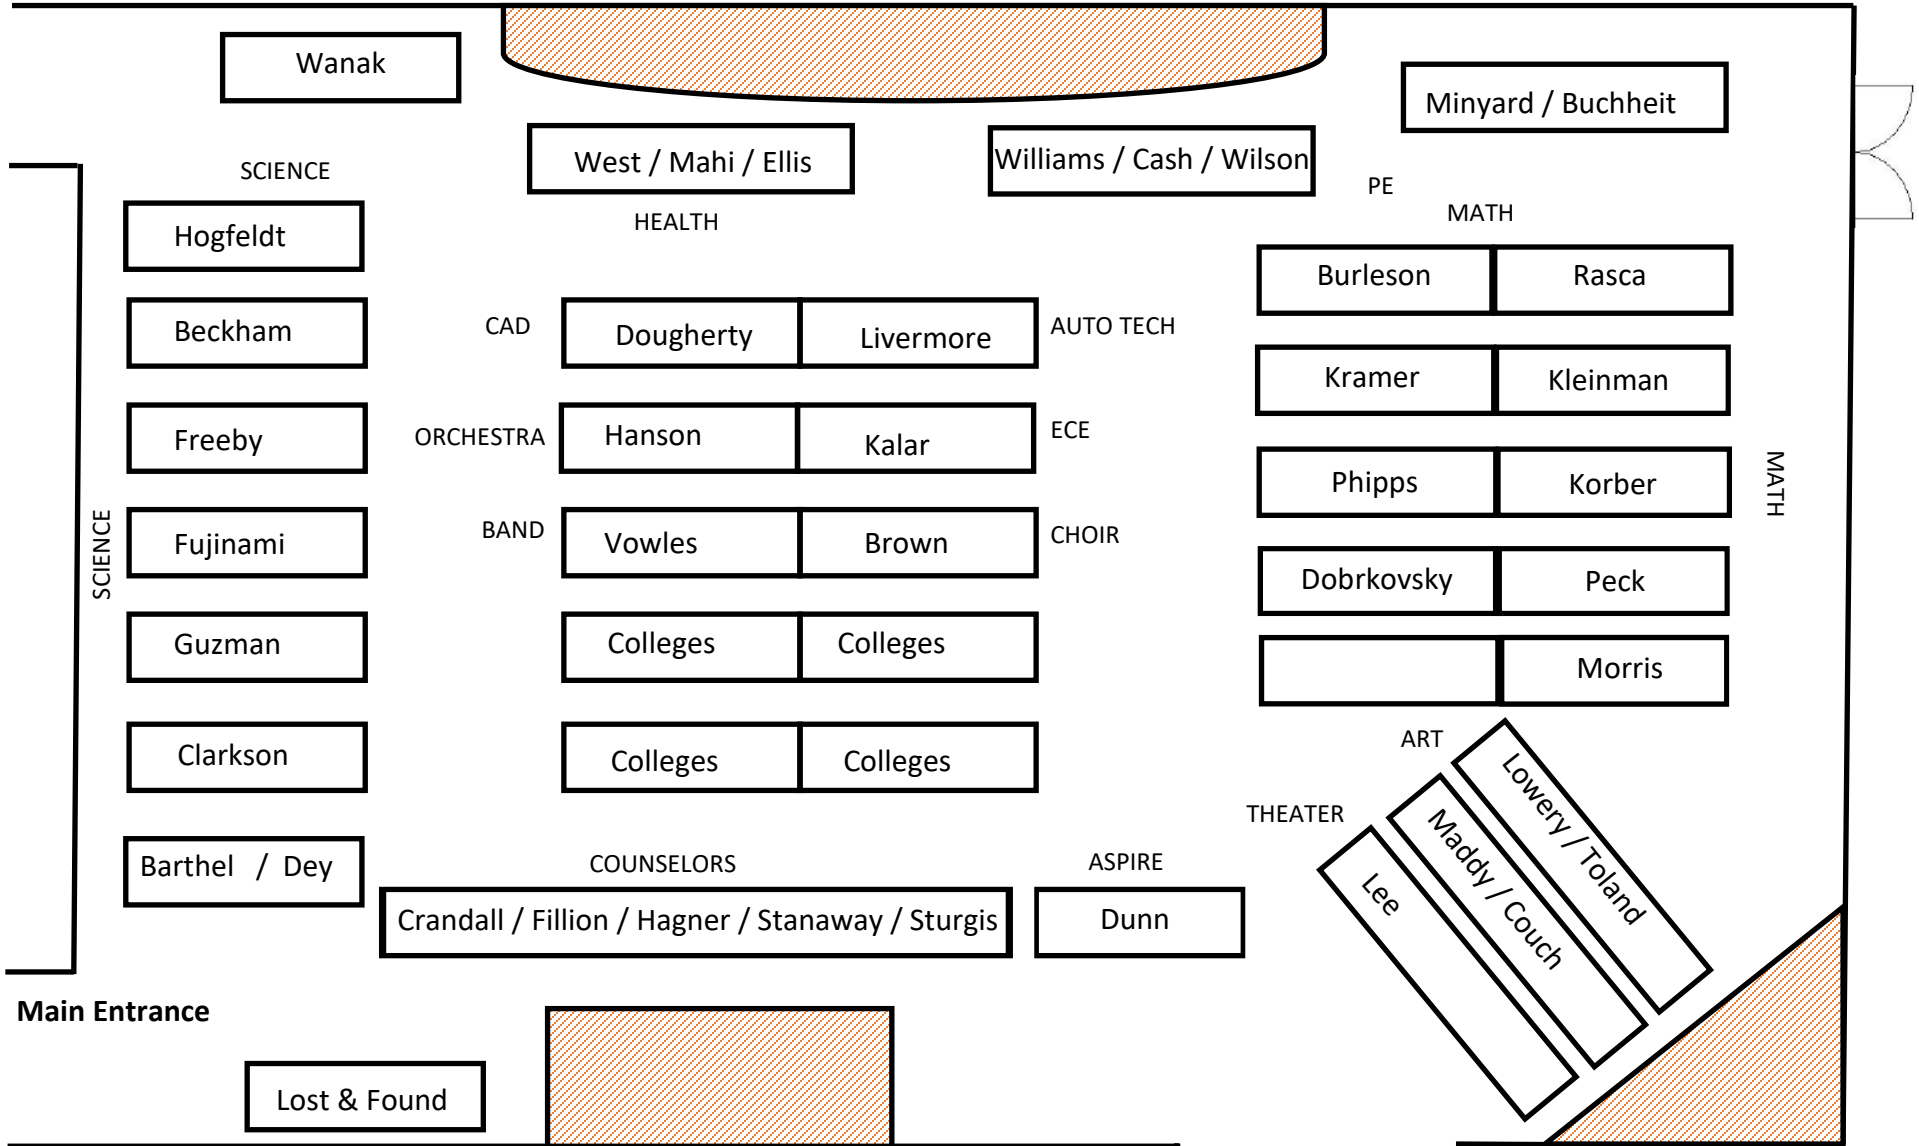 Wanak
Minyard / Buchheit
West / Mahi / Ellis
Williams / Cash / Wilson
SCIENCE
PE
HEALTH
MATH
Hogfeldt
Burleson
Rasca
Beckham
CAD
Dougherty
Livermore
AUTO TECH
Kramer
Kleinman
Freeby
ORCHESTRA
Hanson
Kalar
ECE
Phipps
Korber
MATH
SCIENCE
Fujinami
BAND
Vowles
Brown
CHOIR
Dobrkovsky
Peck
Guzman
Colleges
Colleges
Morris
Clarkson
Colleges
Colleges
ART
Lowery / Toland
THEATER
Maddy / Couch
Lee
Barthel / Dey
COUNSELORS
ASPIRE
Crandall / Fillion / Hagner / Stanaway / Sturgis
Dunn
Main Entrance
Lost & Found